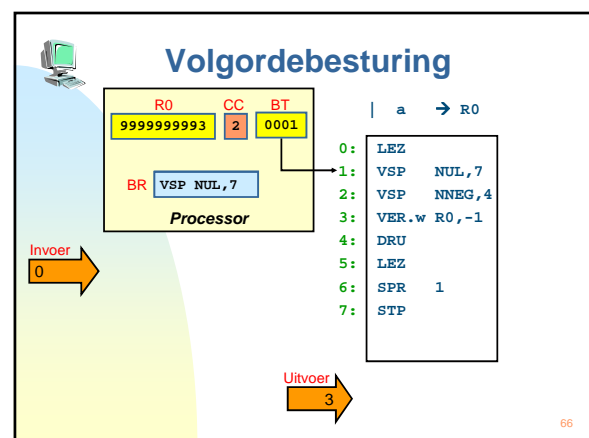 Volgordebesturing
R0 CC BT
9999999993 2 0001
BR VSP NUL,7
Processor
Invoer
0
| a → R0
0: LEZ
1: VSP NUL,7
2: VSP NNEG,4
3: VER.w R0,-1
4: DRU
5: LEZ
6: SPR 1
7: STP
Uitvoer
3
66